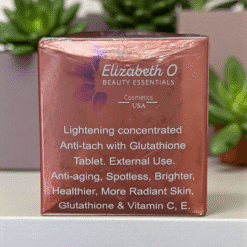 Elizabeth O
BEAUTY ESSENTIALS
Cosmetics
USA
Lightening concentrated
Anti-tach with Glutathione
Tablet. External Use.
Anti-aging, Spotless, Brighter,
Healthier, More Radiant Skin,
Glutathione & Vitamin C, E.